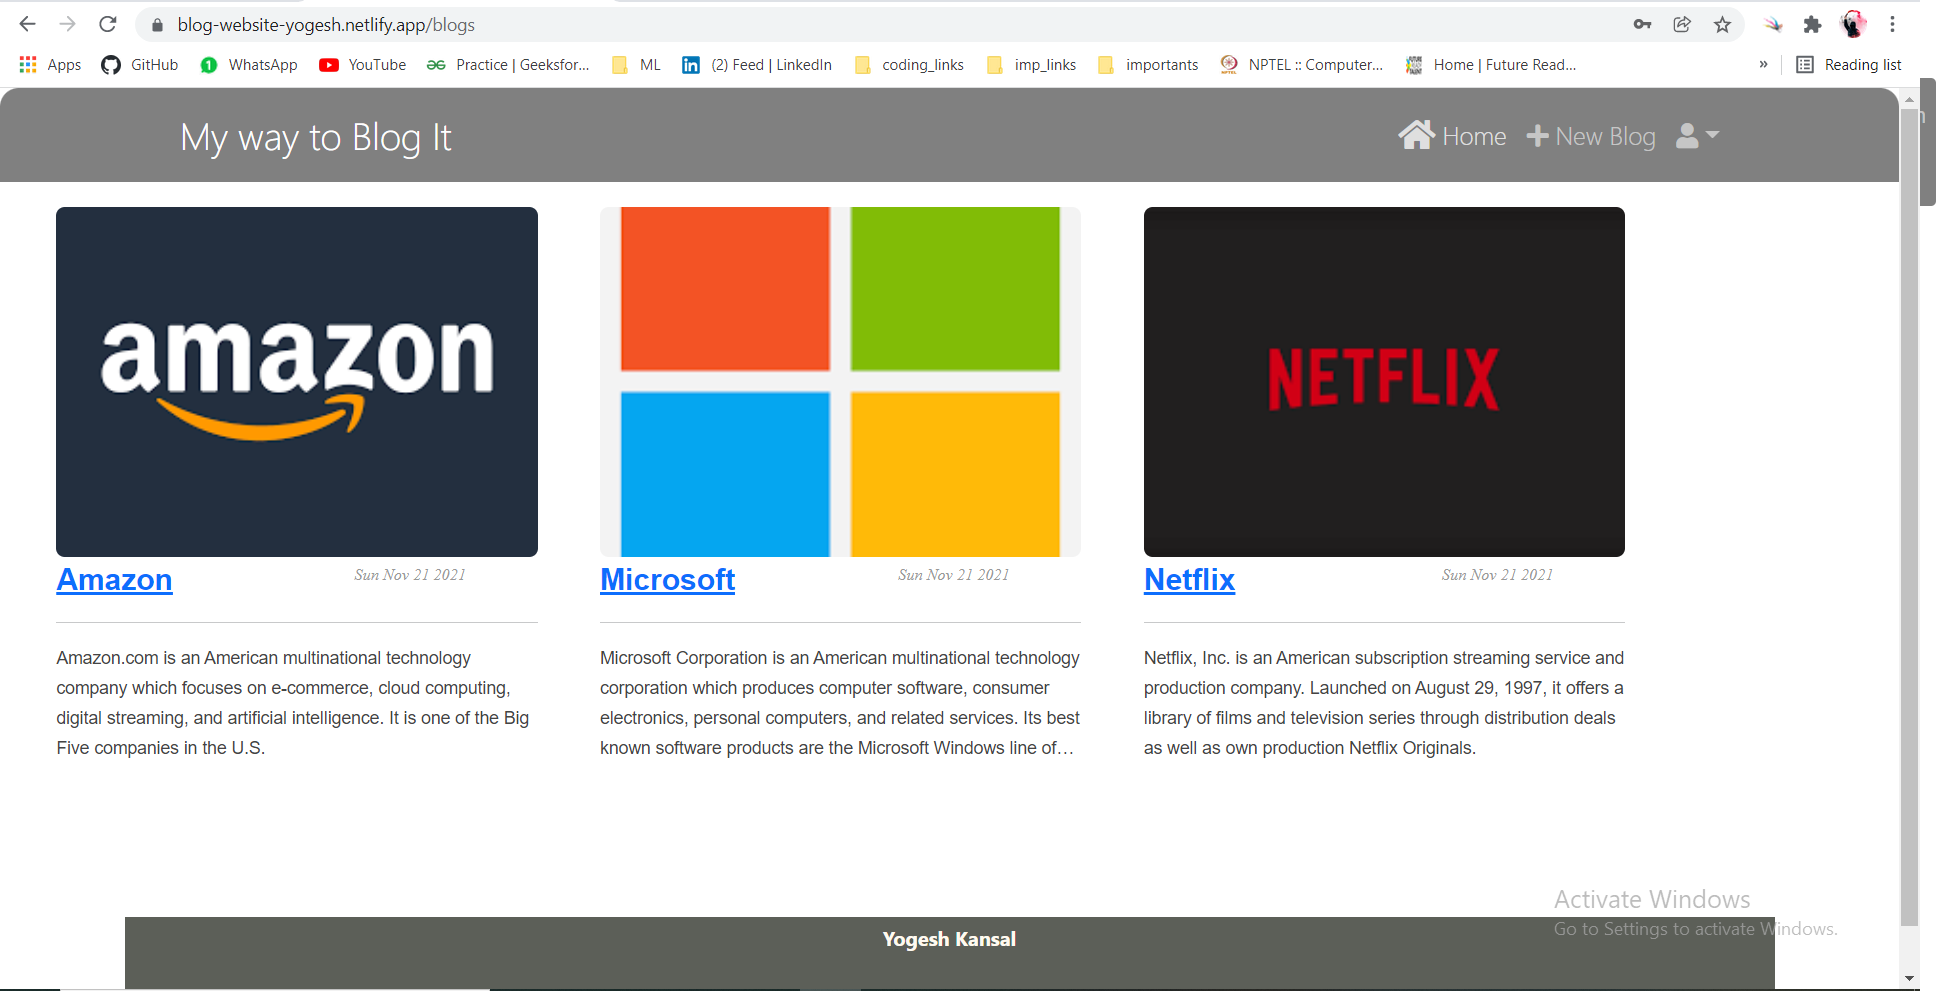 blog-website-yogesh.netlify.app/blogs
Apps GitHub WhatsApp YouTube Practice | Geeksfor... ML (2) Feed | LinkedIn coding_links imp_links importants NPTEL :: Computer... Home | Future Read... » Reading list
My way to Blog It Home New Blog
amazon
NETFLIX
Amazon Sun Nov 21 2021
Amazon.com is an American multinational technology
company which focuses on e-commerce, cloud computing,
digital streaming, and artificial intelligence. It is one of the Big
Five companies in the U.S.
Microsoft Sun Nov 21 2021
Microsoft Corporation is an American multinational technology
corporation which produces computer software, consumer
electronics, personal computers, and related services. Its best
known software products are the Microsoft Windows line of...
Netflix Sun Nov 21 2021
Netflix, Inc. is an American subscription streaming service and
production company. Launched on August 29, 1997, it offers a
library of films and television series through distribution deals
as well as own production Netflix Originals.
Activate Windows
Go to Settings to activate Windows.
Yogesh Kansal